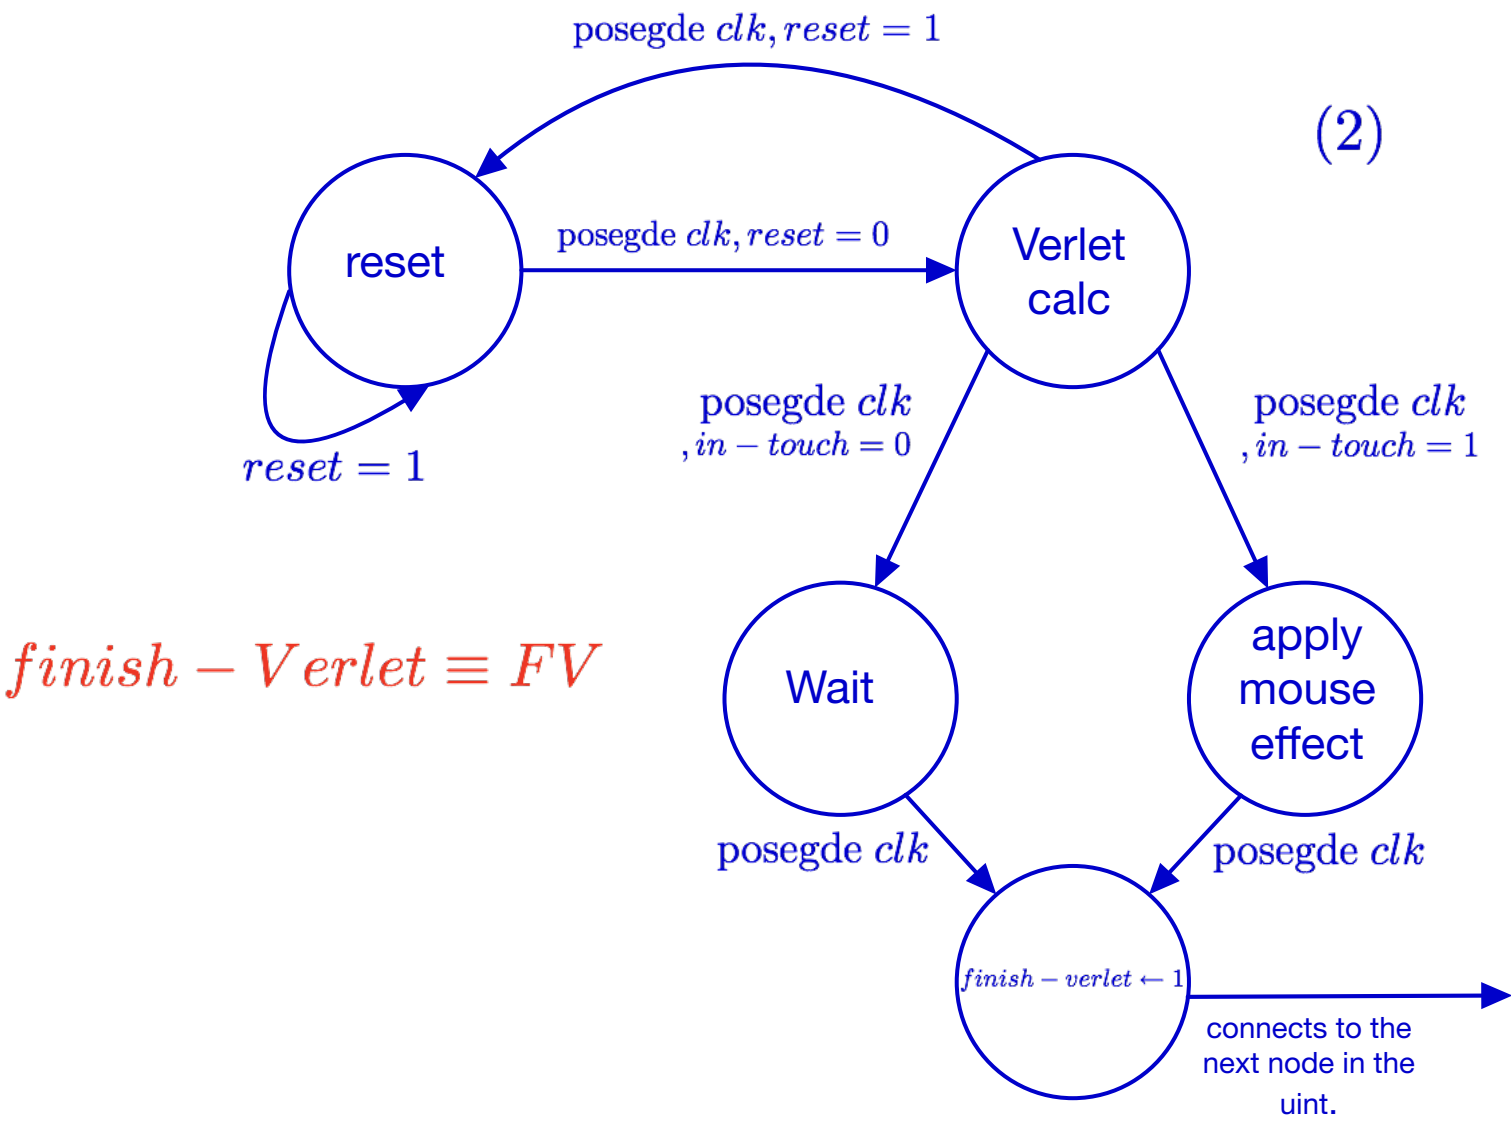 posegde clk, reset = 1
(2)
posegde clk, reset = 0
reset
Verlet
calc
posegde clk
, in − touch = 0
posegde clk
, in − touch = 1
reset = 1
finish − Verlet ≡ FV
Wait
apply
mouse
effect
posegde clk
posegde clk
finish − verlet ← 1
connects to the
next node in the
uint.